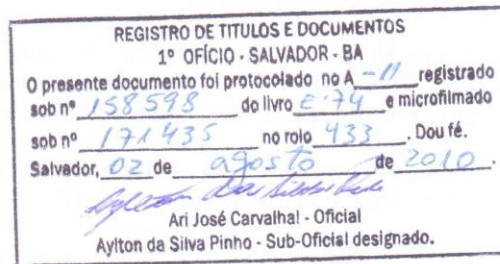 REGISTRO DE TITULOS E DOCUMENTOS
1º OFÍCIO - SALVADOR - BA
O presente documento foi protocolado no A -11 registrado
sob nº 158598 do livro E-74 e microfilmado
sob nº 171435 no rolo 433 . Dou fé.
Salvador, 02 de agosto de 2010.
Ari José Carvalhal - Oficial
Aylton da Silva Pinho - Sub-Oficial designado.